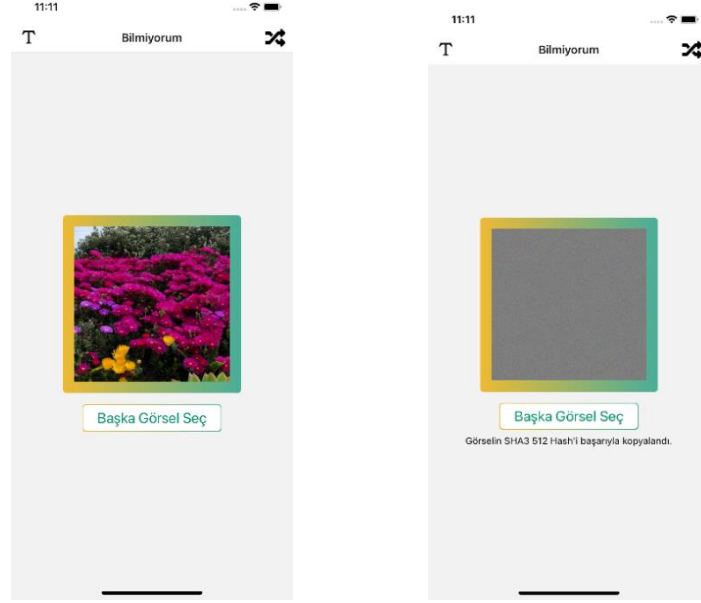 11:11
T
Bilmiyorum
Başka Görsel Seç
11:11
T
Bilmiyorum
Başka Görsel Seç
Görselin SHA3 512 Hash'i başarıyla kopyalandı.